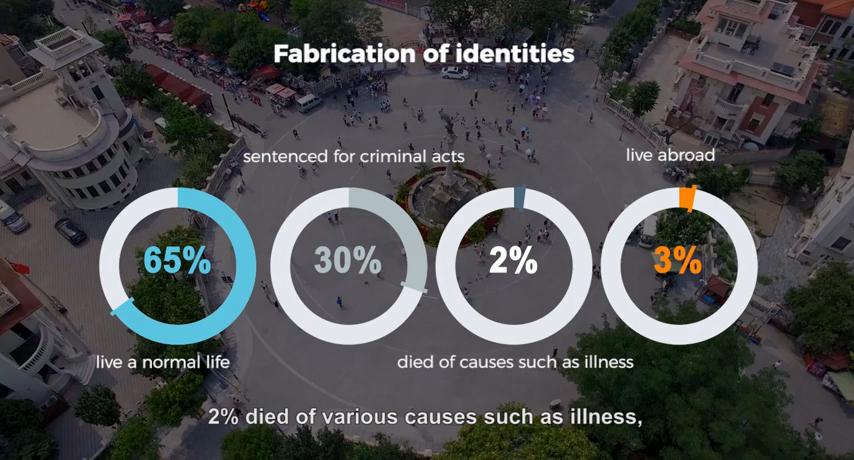 Fabrication of identities
sentenced for criminal acts
live abroad
65%
30%
2%
3%
live a normal life
died of causes such as illness
2% died of various causes such as illness,